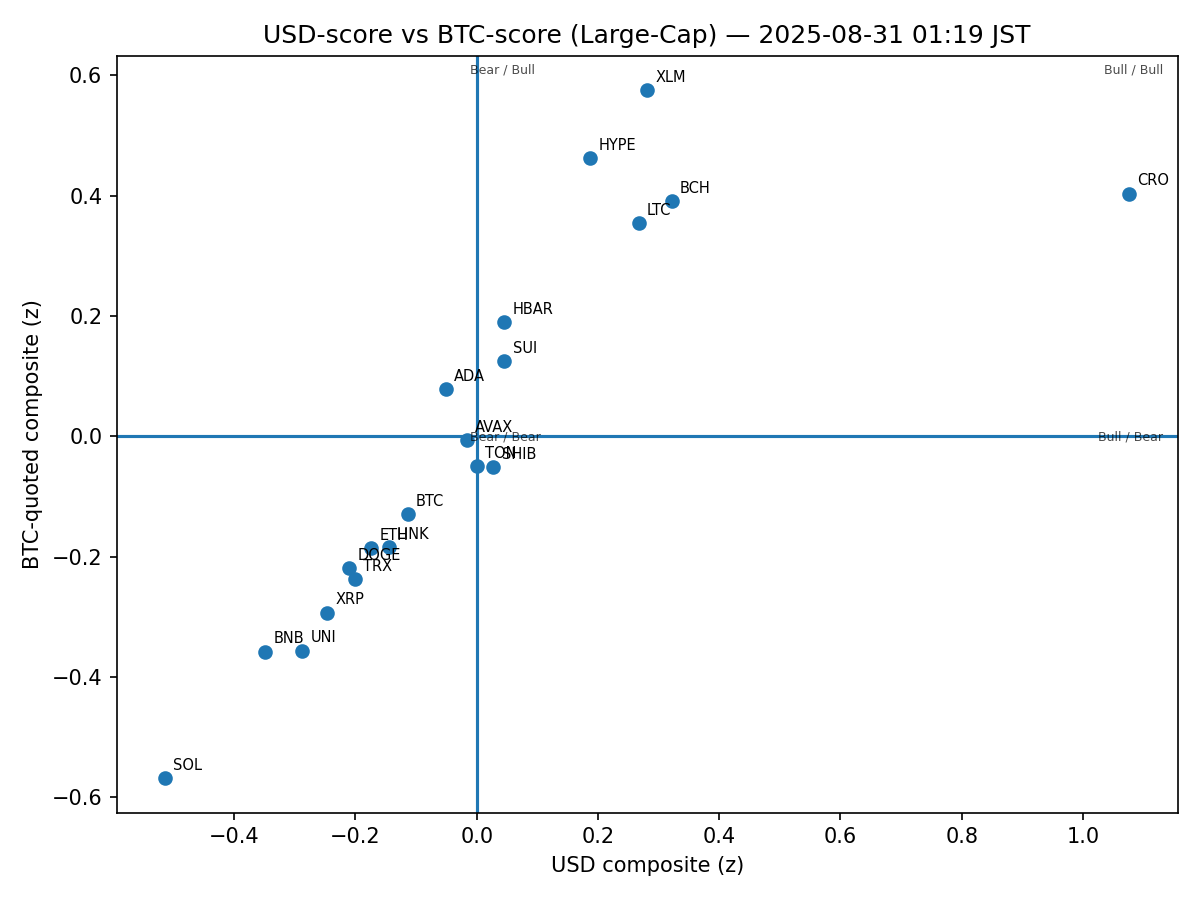 USD-score vs BTC-score (Large-Cap) — 2025-08-31 01:19 JST
BTC-quoted composite (z)
0.6
0.4
0.2
0.0
−0.2
−0.4
−0.6
Bear / Bull
Bull / Bull
XLM
HYPE
CRO
BCH
LTC
HBAR
SUI
ADA
AVAX
Bear / Bear
Bull / Bear
TON
SHIB
BTC
ETH
LINK
DOGE
TRX
XRP
BNB
UNI
SOL
−0.4
−0.2
0.0
0.2
0.4
0.6
0.8
1.0
USD composite (z)